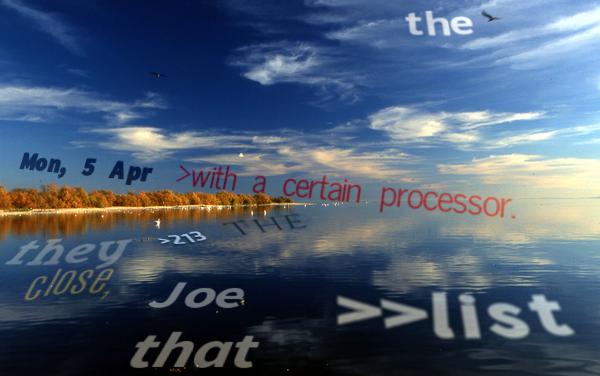 the
Mon, 5 Apr
>with a certain processor.
>213
THE
they
close,
Joe
>>list
that